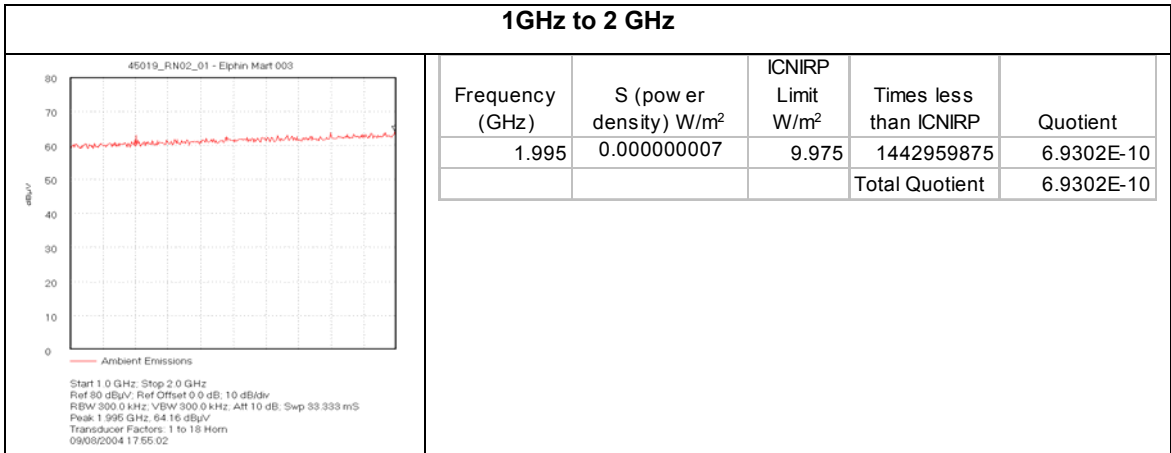 1GHz to 2 GHz
45019_RN02_01 - Elphin Mart 003
80
70
60
50
40
30
20
10
0
dBµV
Ambient Emissions
Start 1.0 GHz; Stop 2.0 GHz
Ref 80 dBµV; Ref Offset 0.0 dB; 10 dB/div
RBW 300.0 kHz; VBW 300.0 kHz; Att 10 dB; Swp 33.333 mS
Peak 1.995 GHz, 64.16 dBµV
Transducer Factors: 1 to 18 Horn
09/08/2004 17:55:02
Frequency (GHz) S (pow er density) W/m² ICNIRP Limit W/m² Times less than ICNIRP Quotient
1.995 0.000000007 9.975 1442959875 6.9302E-10
Total Quotient 6.9302E-10